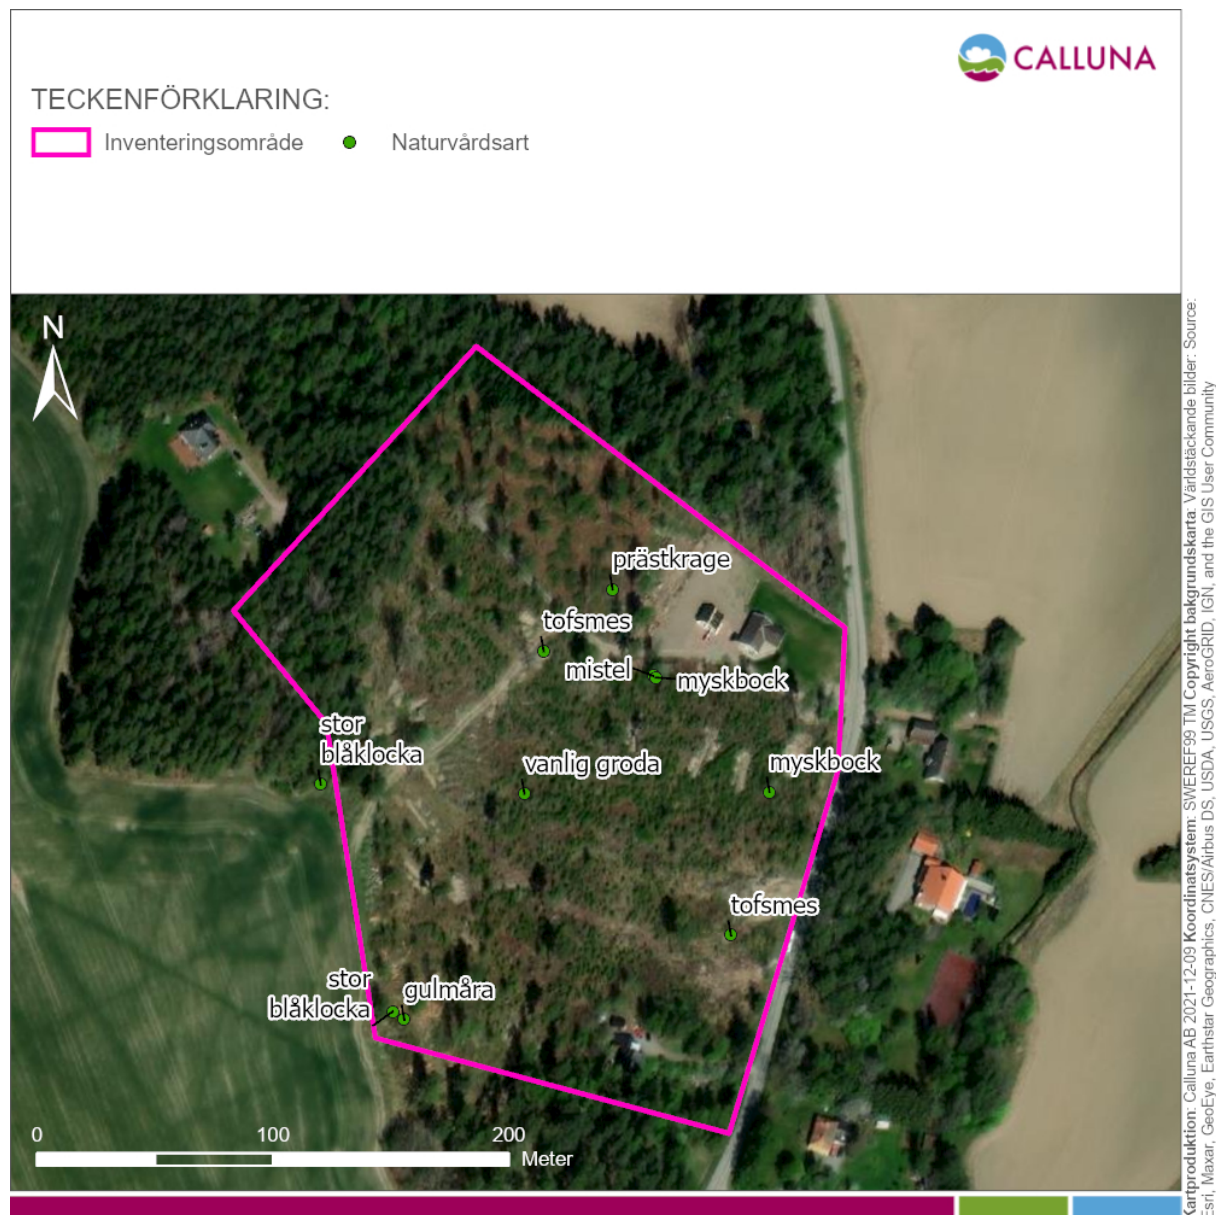 CALLUNA
TECKENFÖRKLARING:
Inventeringsområde
Naturvårdsart
N
prästkrage
tofsmes
mistel
myskbock
stor
blåklocka
vanlig groda
myskbock
tofsmes
stor
blåklocka
gulmåra
0 100 200
Meter
Kartproduktion: Calluna AB 2021-12-09 Koordinatsystem: SWEREF99 TM Copyright bakgrundskarta: Världstäckande bilder: Source:
Esri, Maxar, GeoEye, Earthstar Geographics, CNES/Airbus DS, USDA, USGS, AeroGRID, IGN, and the GIS User Community